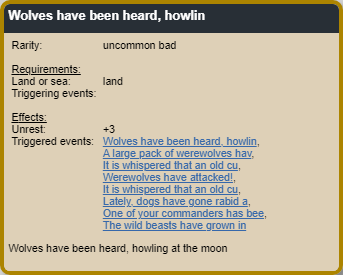 Wolves have been heard, howlin
Rarity: uncommon bad
Requirements:
Land or sea: land
Triggering events:
Effects:
Unrest: +3
Triggered events: Wolves have been heard, howlin,
A large pack of werewolves hav,
It is whispered that an old cu,
Werewolves have attacked!,
It is whispered that an old cu,
Lately, dogs have gone rabid a,
One of your commanders has bee,
The wild beasts have grown in
Wolves have been heard, howling at the moon